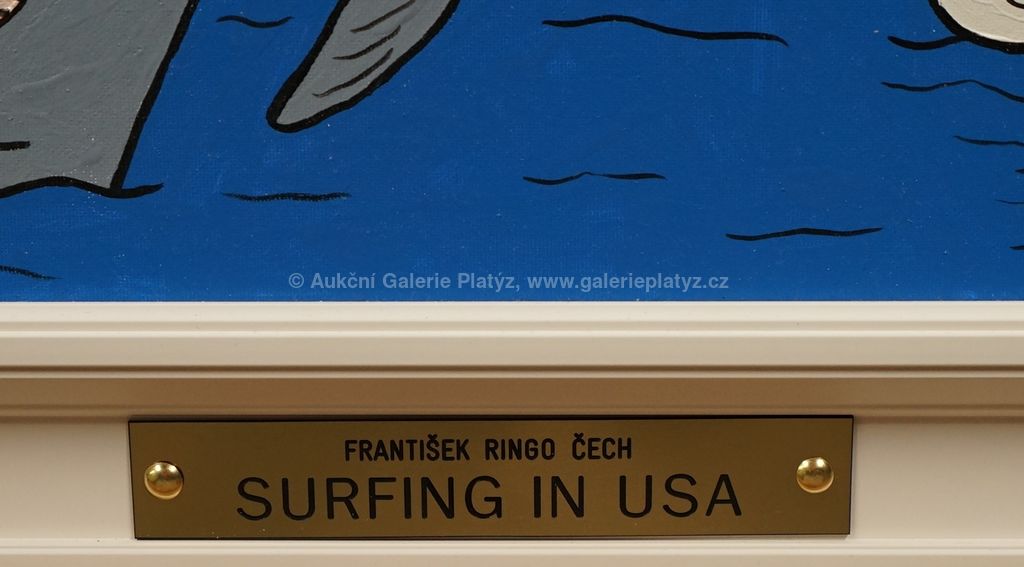 © Aukční Galerie Platýz, www.galerieplatyz.cz
FRANTIŠEK RINGO ČECH
SURFING IN USA